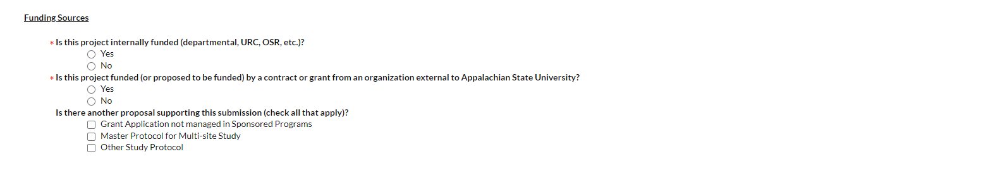 Funding Sources
* Is this project internally funded (departmental, URC, OSR, etc.)?
Yes
No
* Is this project funded (or proposed to be funded) by a contract or grant from an organization external to Appalachian State University?
Yes
No
Is there another proposal supporting this submission (check all that apply)?
Grant Application not managed in Sponsored Programs
Master Protocol for Multi-site Study
Other Study Protocol